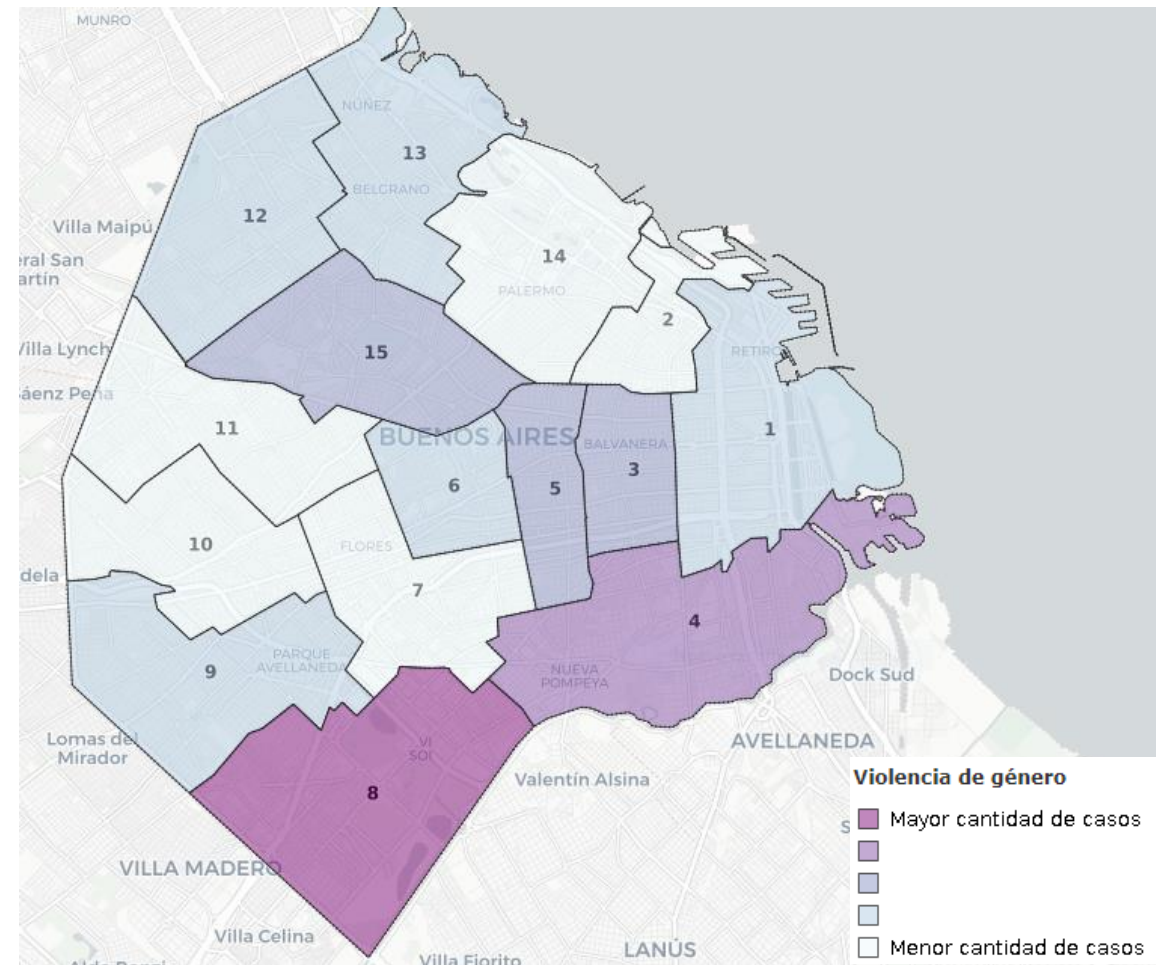 MUNRO
NUÑEZ
13
BELGRANO
12
Villa Maipú
eral San
artín
14
PALERMO
2
RETIRO
Villa Lynch
15
áenz Peña
11
BUENOS AIRES
BALVANERA
1
6
5
3
10
FLORES
dela
7
4
9
PARQUE
AVELLANEDA
NUEVA
POMPEYA
Dock Sud
Lomas del
Mirador
VI
SOL
AVELLANEDA
Valentín Alsina
8
Violencia de género
Mayor cantidad de casos
Menor cantidad de casos
VILLA MADERO
Villa Celina
LANÚS
Villa Fiorito